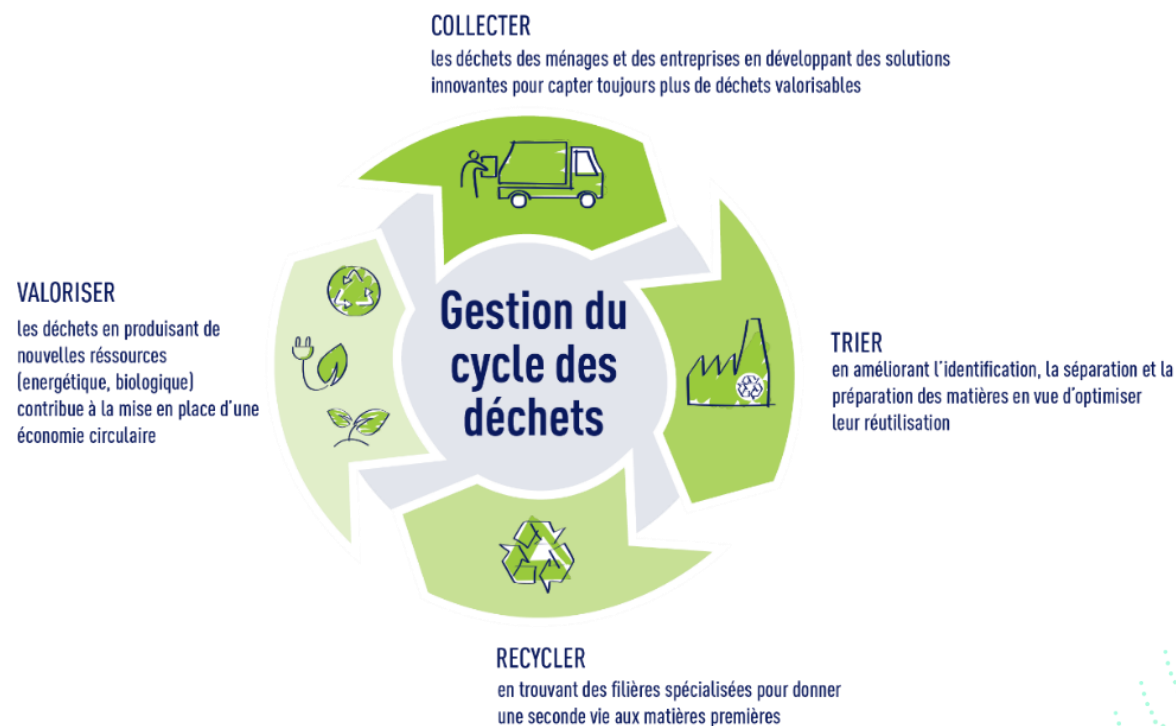 COLLECTER
les déchets des ménages et des entreprises en développant des solutions
innovantes pour capter toujours plus de déchets valorisables
Gestion du
cycle des
déchets
VALORISER
les déchets en produisant de
nouvelles réssources
(energétique, biologique)
contribue à la mise en place d'une
économie circulaire
TRIER
en améliorant l'identification, la séparation et la
préparation des matières en vue d'optimiser
leur réutilisation
RECYCLER
en trouvant des filières spécialisées pour donner
une seconde vie aux matières premières